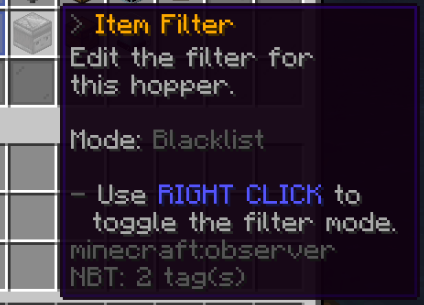 > Item Filter
Edit the filter for
this hopper.
Mode: Blacklist
- Use RIGHT CLICK to
toggle the filter mode.
minecraft:observer
NBT: 2 tag(s)